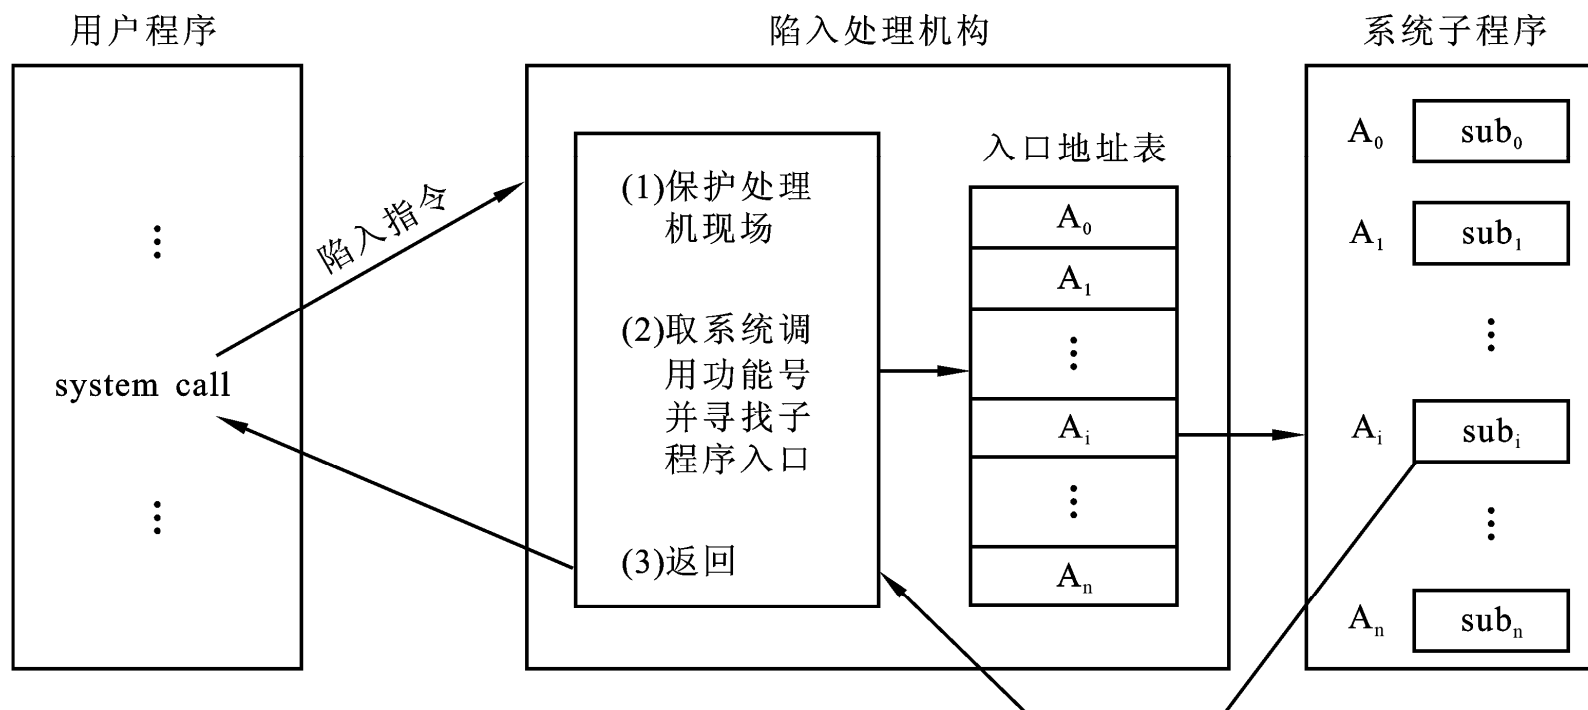 用户程序
陷入处理机构
系统子程序
陷入指令
system call
(1)保护处理
机现场
(2)取系统调
用功能号
并寻找子
程序入口
(3)返回
入口地址表
A₀
A₁
⋮
Aᵢ
⋮
Aₙ
A₀ sub₀
A₁ sub₁
⋮
Aᵢ subᵢ
⋮
Aₙ subₙ